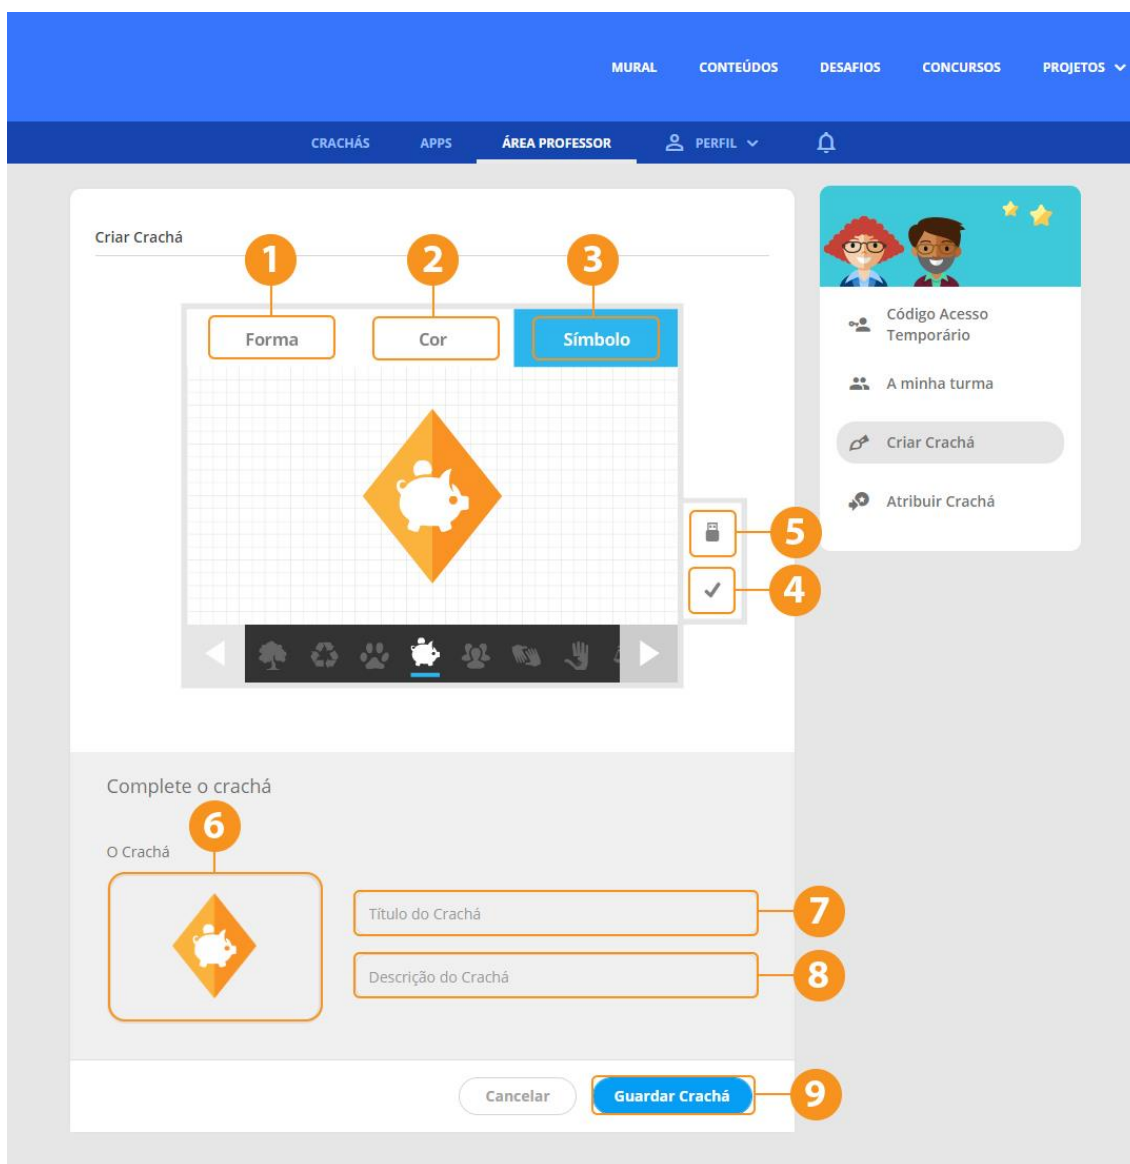 MURAL CONTEÚDOS DESAFIOS CONCURSOS PROJETOS
CRACHÁS APPS ÁREA PROFESSOR PERFIL
Criar Crachá
1 2 3
Forma Cor Símbolo
5
4
Código Acesso
Temporário
A minha turma
Criar Crachá
Atribuir Crachá
Complete o crachá
6
O Crachá
Título do Crachá 7
Descrição do Crachá 8
Cancelar Guardar Crachá 9